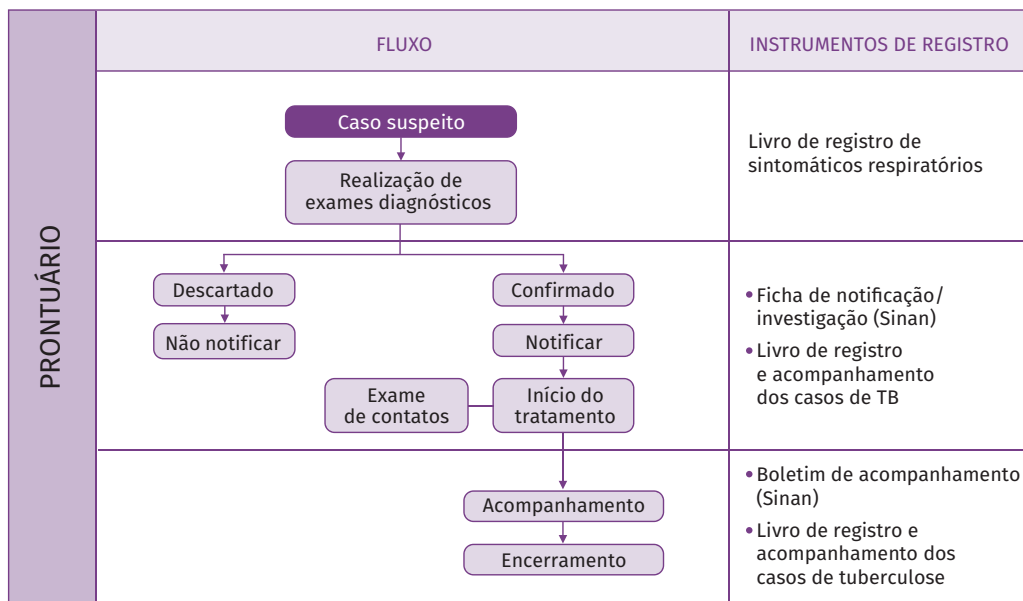 PRONTUÁRIO
FLUXO
INSTRUMENTOS DE REGISTRO
Caso suspeito
Realização de
exames diagnósticos
Livro de registro de
sintomáticos respiratórios
Descartado
Não notificar
Confirmado
Notificar
Exame
de contatos
Início do
tratamento
• Ficha de notificação/
investigação (Sinan)
• Livro de registro
e acompanhamento
dos casos de TB
Acompanhamento
Encerramento
• Boletim de acompanhamento
(Sinan)
• Livro de registro e
acompanhamento dos
casos de tuberculose